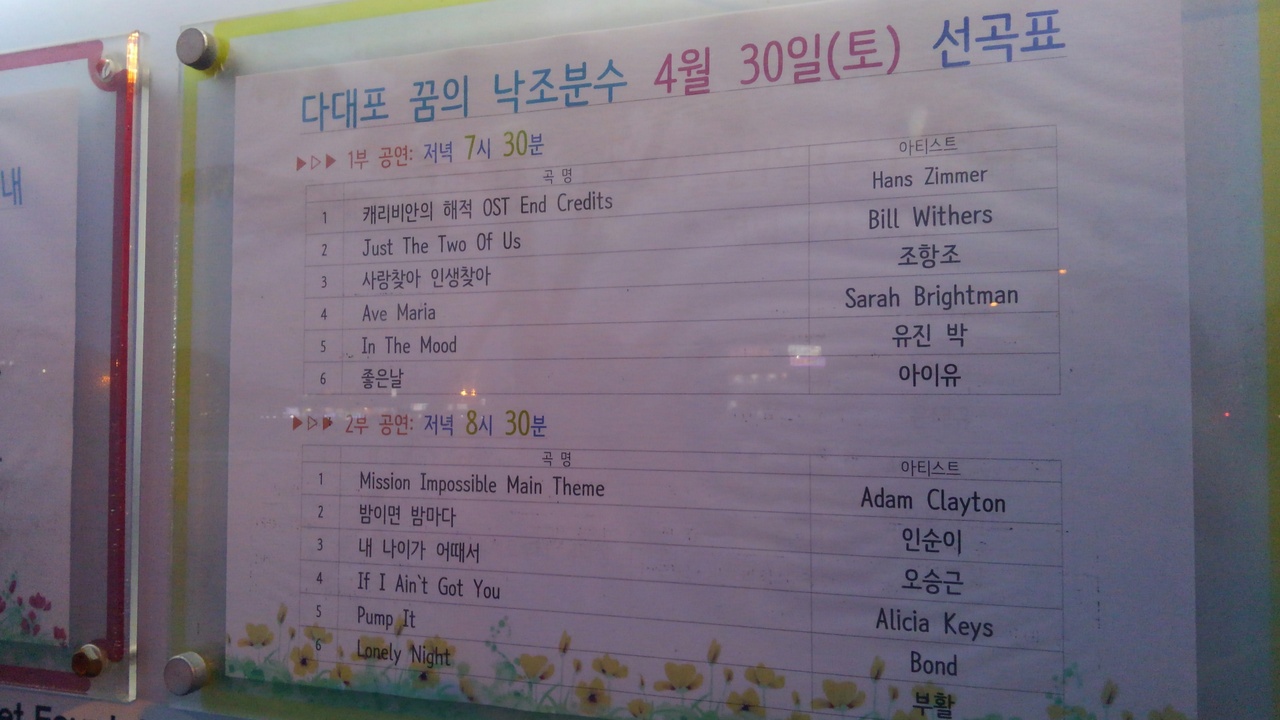 다대포 꿈의 낙조분수 4월 30일(토) 선곡표
▶▷▶ 1부 공연: 저녁 7시 30분
곡 명 아티스트
1 캐리비안의 해적 OST End Credits Hans Zimmer
2 Just The Two Of Us Bill Withers
3 사랑찾아 인생찾아 조항조
4 Ave Maria Sarah Brightman
5 In The Mood 유진 박
6 좋은날 아이유
▶▷▶ 2부 공연: 저녁 8시 30분
곡 명 아티스트
1 Mission Impossible Main Theme Adam Clayton
2 밤이면 밤마다 인순이
3 내 나이가 어때서 오승근
4 If I Ain`t Got You Alicia Keys
5 Pump It Bond
6 Lonely Night 부활
내